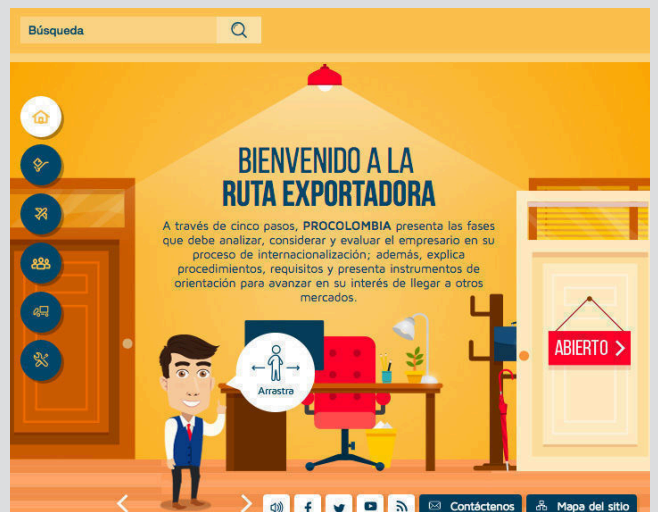 Búsqueda
BIENVENIDO A LA
RUTA EXPORTADORA
A través de cinco pasos, PROCOLOMBIA presenta las fases
que debe analizar, considerar y evaluar el empresario en su
proceso de internacionalización; además, explica
procedimientos, requisitos y presenta instrumentos de
orientación para avanzar en su interés de llegar a otros
mercados.
ABIERTO >
Arrastra
Contáctenos
Mapa del sitio